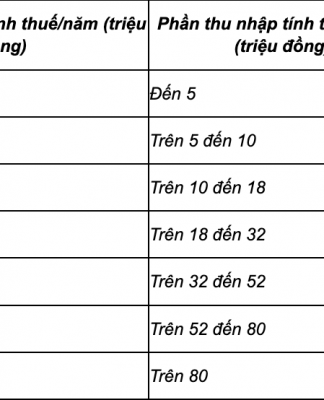 nh thuế/năm (triệu Phần thu nhập tính t
ng) (triệu đồng
Đến 5
Trên 5 đến 10
Trên 10 đến 18
Trên 18 đến 32
Trên 32 đến 52
Trên 52 đến 80
Trên 80